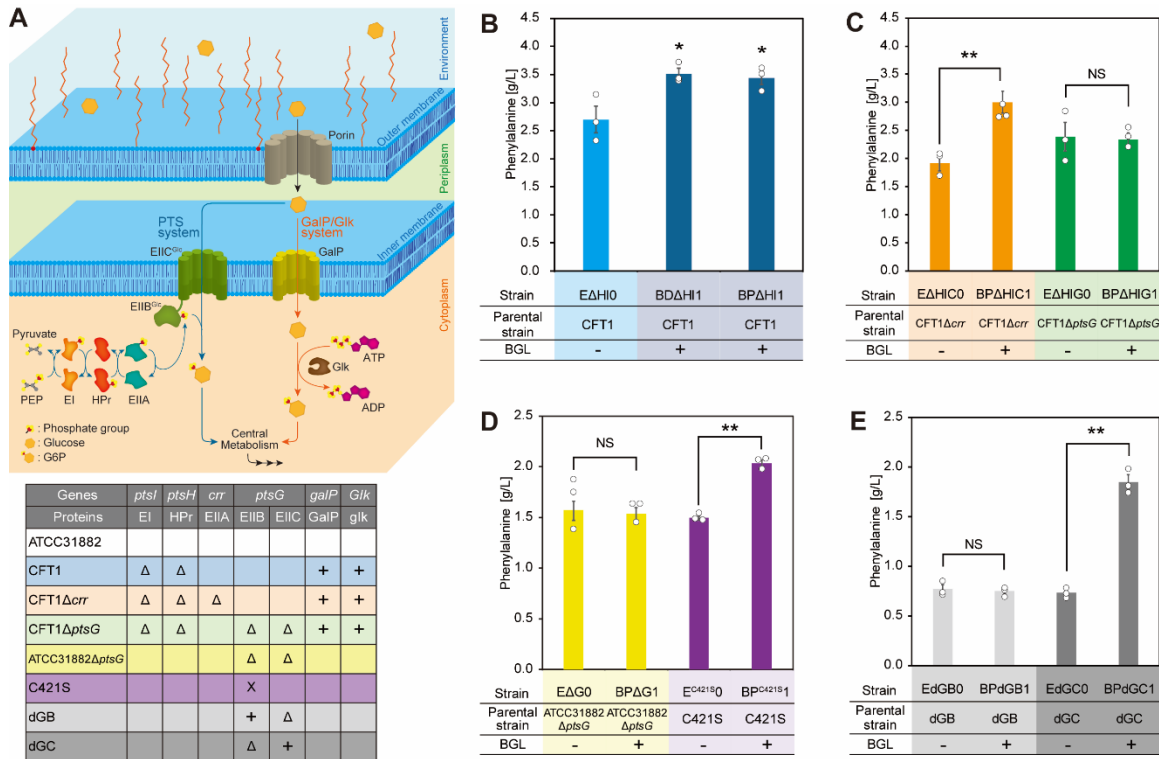 A
Environment
Outer membrane
Porin
Periplasm
PTS
system
GalP/Glk
system
Inner membrane
EIICGlc
GalP
EIIBGlc
Cytoplasm
Pyruvate
ATP
Glk
PEP
EI
HPr
EIIA
ADP
: Phosphate group
: Glucose
: G6P
Central
Metabolism
Genes ptsI ptsH crr ptsG galP Glk
Proteins EI HPr EIIA EIIB EIIC GalP glk
ATCC31882
CFT1 Δ Δ + +
CFT1Δcrr Δ Δ Δ + +
CFT1ΔptsG Δ Δ Δ Δ + +
ATCC31882ΔptsG Δ Δ
C421S X
dGB + Δ
dGC Δ +
B
Phenylalanine [g/L]
4.5
4.0
3.5
3.0
2.5
2.0
1.5
1.0
0.5
0.0
* *
Strain EΔHI0 BDΔHI1 BPΔHI1
Parental
strain CFT1 CFT1 CFT1
BGL - + +
C
Phenylalanine [g/L]
4.5
4.0
3.5
3.0
2.5
2.0
1.5
1.0
0.5
0.0
** NS
Strain EΔHIC0 BPΔHIC1 EΔHIG0 BPΔHIG1
Parental
strain CFT1Δcrr CFT1Δcrr CFT1ΔptsG CFT1ΔptsG
BGL - + - +
D
Phenylalanine [g/L]
2.5
2.0
1.5
1.0
0.5
0.0
NS **
Strain EΔG0 BPΔG1 EC421S0 BPC421S1
Parental
strain ATCC31882 ATCC31882 C421S C421S
ΔptsG ΔptsG
BGL - + - +
E
Phenylalanine [g/L]
2.5
2.0
1.5
1.0
0.5
0.0
NS **
Strain EdGB0 BPdGB1 EdGC0 BPdGC1
Parental
strain dGB dGB dGC dGC
BGL - + - +